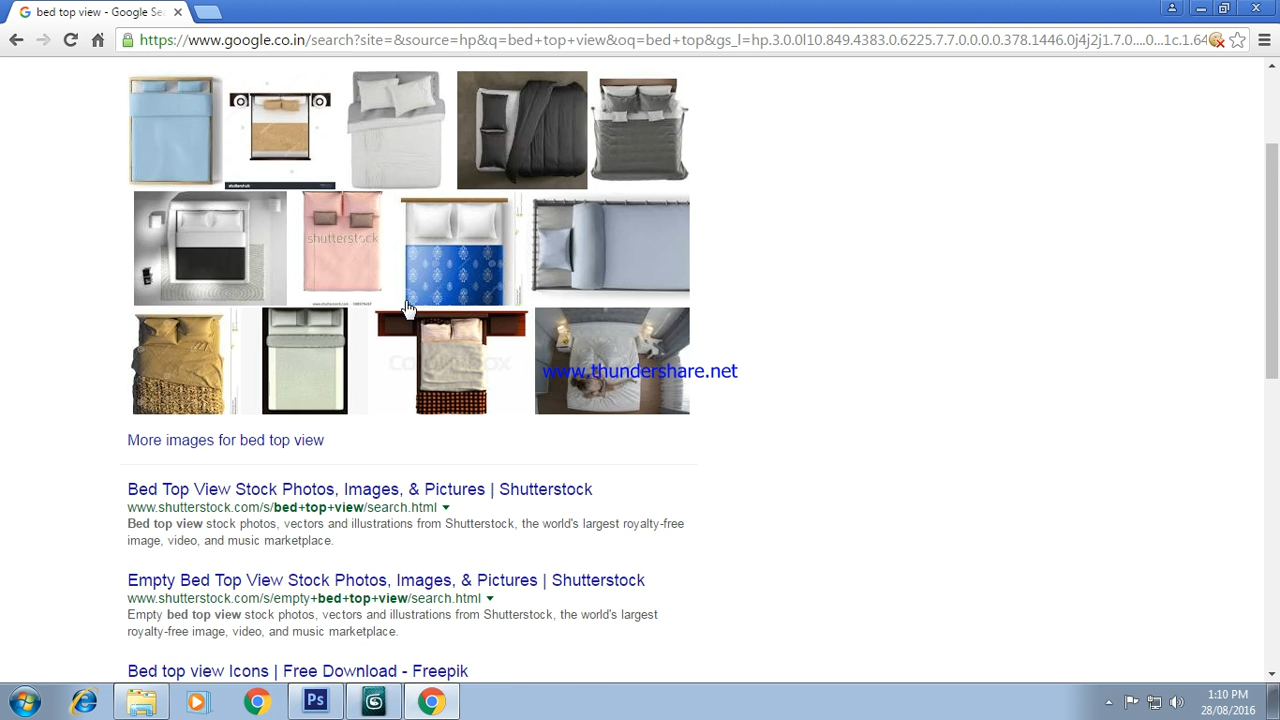 bed top view - Google Se
https://www.google.co.in/search?site=&source=hp&q=bed+top+view&oq=bed+top&gs_l=hp.3.0.0l10.849.4383.0.6225.7.7.0.0.0.0.378.1446.0j4j2j1.7.0....0...1c.1.64
shutterstock
shutterstock
www.thundershare.net
More images for bed top view
Bed Top View Stock Photos, Images, & Pictures | Shutterstock
www.shutterstock.com/s/bed+top+view/search.html
Bed top view stock photos, vectors and illustrations from Shutterstock, the world's largest royalty-free
image, video, and music marketplace.
Empty Bed Top View Stock Photos, Images, & Pictures | Shutterstock
www.shutterstock.com/s/empty+bed+top+view/search.html
Empty bed top view stock photos, vectors and illustrations from Shutterstock, the world's largest
royalty-free image, video, and music marketplace.
Bed top view Icons | Free Download - Freepik
Ps
1:10 PM
28/08/2016